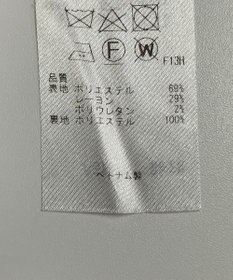 F
W
F13H
品質
表地 ポリエステル 69%
レーヨン 29%
ポリウレタン 2%
裏地 ポリエステル 100%
ベトナム製